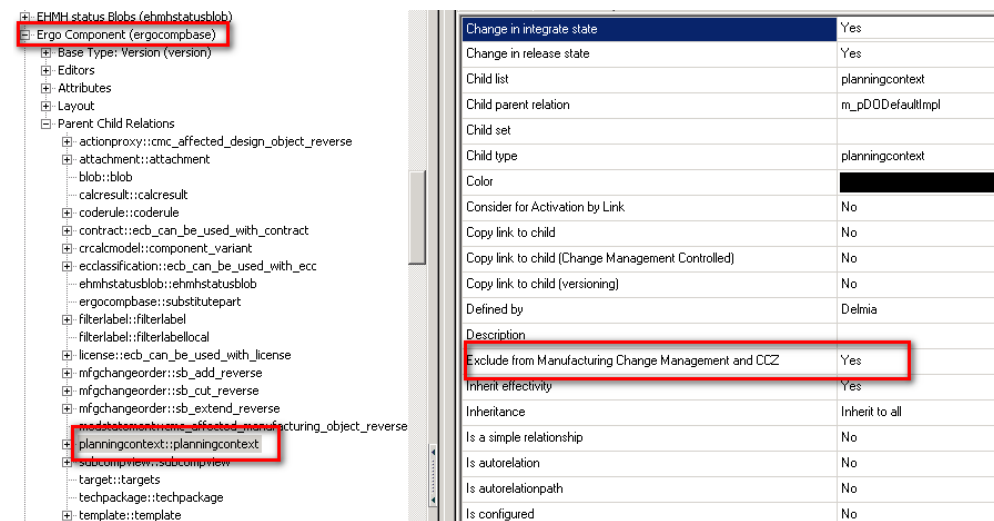 EHMH status Blobs (ehmhstatusblob)
Ergo Component (ergocompbase)
Base Type: Version (version)
Editors
Attributes
Layout
Parent Child Relations
actionproxy::cmc_affected_design_object_reverse
attachment::attachment
blob::blob
calcresult::calcresult
coderule::coderule
contract::ecb_can_be_used_with_contract
crcalcmodel::component_variant
ecclassification::ecb_can_be_used_with_ecc
ehmhstatusblob::ehmhstatusblob
ergocompbase::substitutepart
filterlabel::filterlabel
filterlabel::filterlabellocal
license::ecb_can_be_used_with_license
mfgchangeorder::sb_add_reverse
mfgchangeorder::sb_cut_reverse
mfgchangeorder::sb_extend_reverse
modstatement::cmc_affected_manufacturing_object_reverse
planningcontext::planningcontext
subcompview::subcompview
target::targets
techpackage::techpackage
template::template
Change in integrate state Yes
Change in release state Yes
Child list planningcontext
Child parent relation m_pDODefaultImpl
Child set
Child type planningcontext
Color
Consider for Activation by Link No
Copy link to child No
Copy link to child (Change Management Controlled) No
Copy link to child (versioning) No
Defined by Delmia
Description
Exclude from Manufacturing Change Management and CCZ Yes
Inherit effectivity Yes
Inheritance Inherit to all
Is a simple relationship No
Is autorelation No
Is autorelationpath No
Is configured No